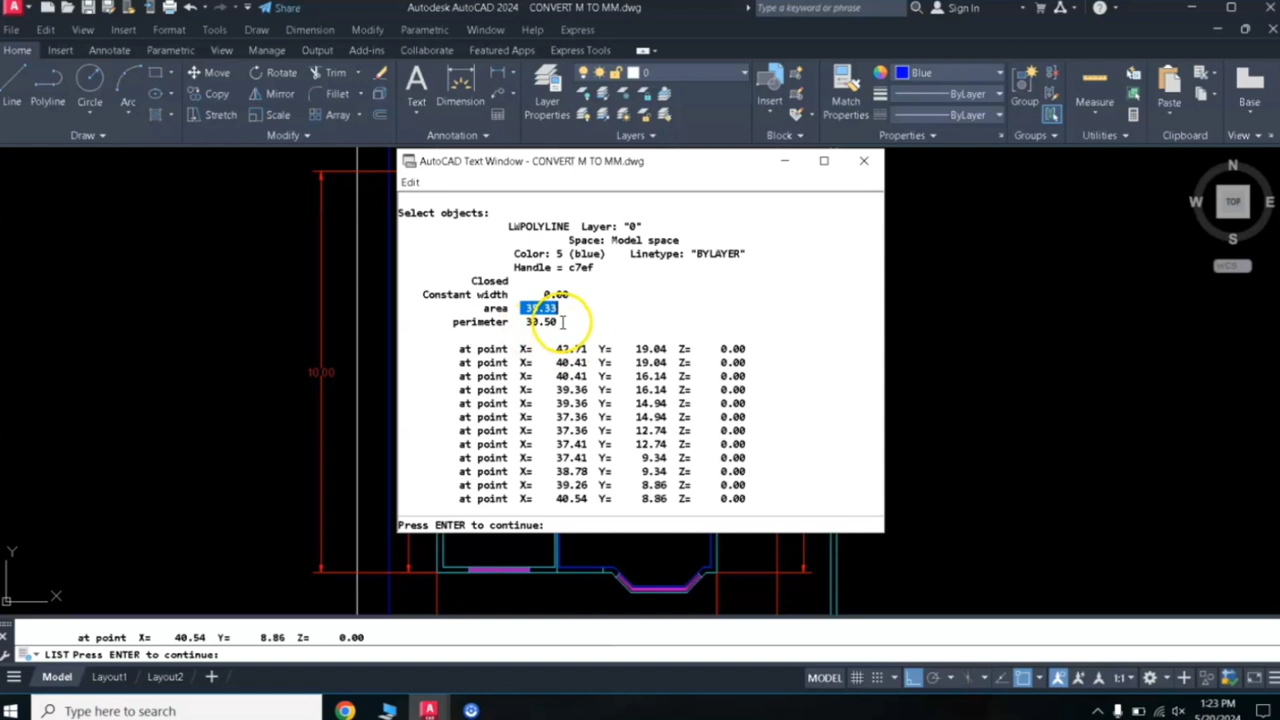 Share
Autodesk AutoCAD 2024 CONVERT M TO MM.dwg
Type here a keyword or phrase
Sign In
File Edit View Insert Format Tools Draw Dimension Modify Parametric Window Help Express
Home Insert Annotate Parametric View Manage Output Add-ins Collaborate Featured Apps Express Tools
Line
Polyline
Circle
Arc
Move
Rotate
Trim
Copy
Mirror
Fillet
Stretch
Scale
Array
Text
Dimension
Layer
Properties
0
Insert
Match
Properties
Blue
ByLayer
ByLayer
Group
Measure
Paste
Base
Draw
Modify
Annotation
Layers
Block
Properties
Groups
Utilities
Clipboard
View
AutoCAD Text Window - CONVERT M TO MM.dwg
Edit
Select objects:
LWPOLYLINE Layer: "0"
Space: Model space
Color: 5 (blue) Linetype: "BYLAYER"
Handle = c7ef
Closed
Constant width 0.00
area
perimeter 30.50
at point X= 42.71 Y= 19.04 Z= 0.00
at point X= 40.41 Y= 19.04 Z= 0.00
at point X= 40.41 Y= 16.14 Z= 0.00
at point X= 39.36 Y= 16.14 Z= 0.00
at point X= 39.36 Y= 14.94 Z= 0.00
at point X= 37.36 Y= 14.94 Z= 0.00
at point X= 37.36 Y= 12.74 Z= 0.00
at point X= 37.41 Y= 12.74 Z= 0.00
at point X= 37.41 Y= 9.34 Z= 0.00
at point X= 38.78 Y= 9.34 Z= 0.00
at point X= 39.26 Y= 8.86 Z= 0.00
at point X= 40.54 Y= 8.86 Z= 0.00
Press ENTER to continue:
N
W TOP E
S
WCS
10.00
Y
X
at point X= 40.54 Y= 8.86 Z= 0.00
LIST Press ENTER to continue:
Model Layout1 Layout2
MODEL
1:1
Type here to search
1:23 PM